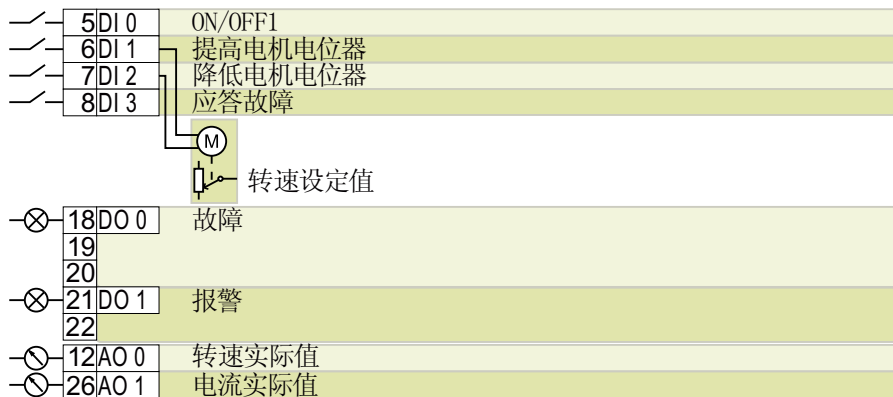 5 DI 0 ON/OFF1
6 DI 1 提高电机电位器
7 DI 2 降低电机电位器
8 DI 3 应答故障
M
转速设定值
18 DO 0 故障
19
20
21 DO 1 报警
22
12 AO 0 转速实际值
26 AO 1 电流实际值